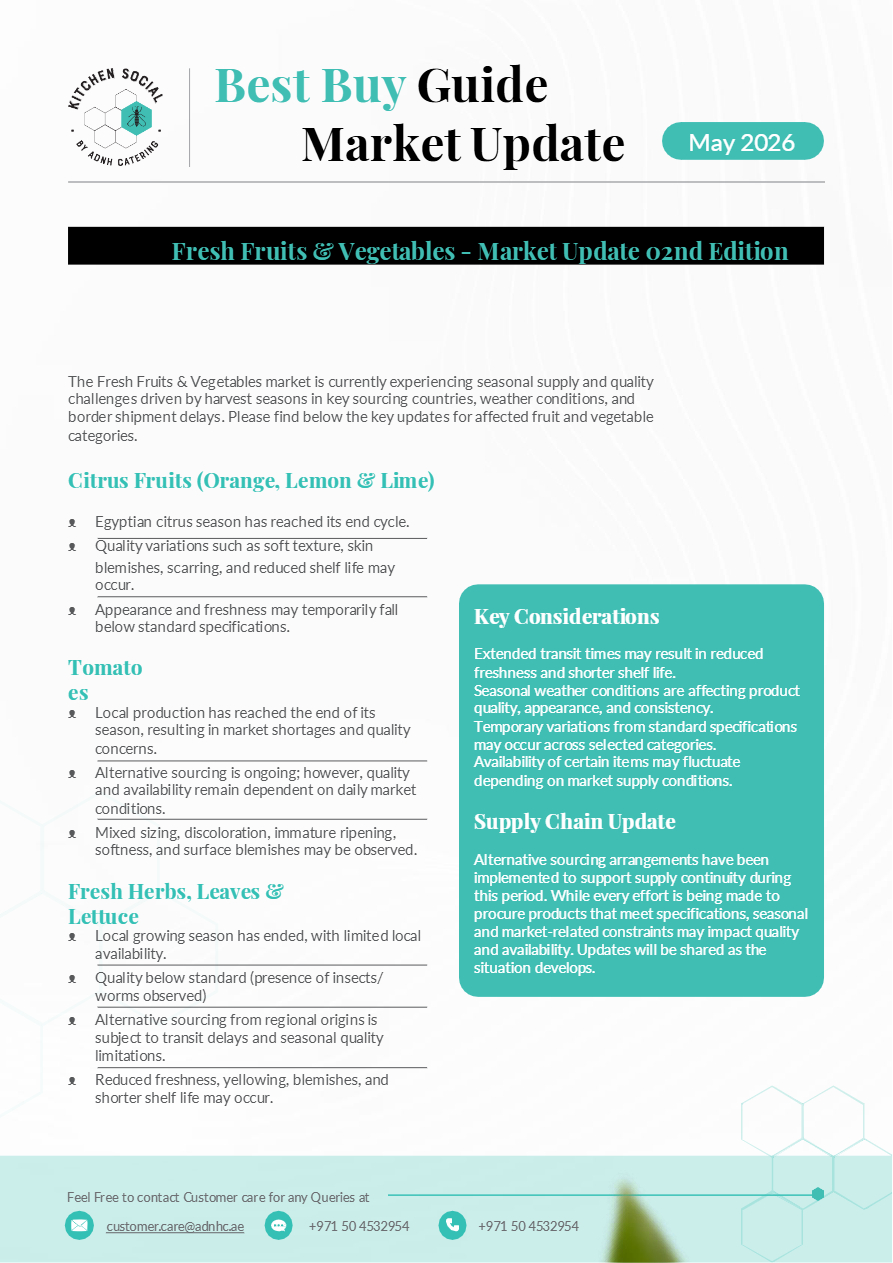 KITCHEN SOCIAL
BY ADNH CATERING
Best Buy Guide
Market Update
May 2026
Fresh Fruits & Vegetables - Market Update 02nd Edition
The Fresh Fruits & Vegetables market is currently experiencing seasonal supply and quality
challenges driven by harvest seasons in key sourcing countries, weather conditions, and
border shipment delays. Please find below the key updates for affected fruit and vegetable
categories.
Citrus Fruits (Orange, Lemon & Lime)
Egyptian citrus season has reached its end cycle.
Quality variations such as soft texture, skin
blemishes, scarring, and reduced shelf life may
occur.
Appearance and freshness may temporarily fall
below standard specifications.
Tomato
es
Local production has reached the end of its
season, resulting in market shortages and quality
concerns.
Alternative sourcing is ongoing; however, quality
and availability remain dependent on daily market
conditions.
Mixed sizing, discoloration, immature ripening,
softness, and surface blemishes may be observed.
Fresh Herbs, Leaves &
Lettuce
Local growing season has ended, with limited local
availability.
Quality below standard (presence of insects/
worms observed)
Alternative sourcing from regional origins is
subject to transit delays and seasonal quality
limitations.
Reduced freshness, yellowing, blemishes, and
shorter shelf life may occur.
Key Considerations
Extended transit times may result in reduced
freshness and shorter shelf life.
Seasonal weather conditions are affecting product
quality, appearance, and consistency.
Temporary variations from standard specifications
may occur across selected categories.
Availability of certain items may fluctuate
depending on market supply conditions.
Supply Chain Update
Alternative sourcing arrangements have been
implemented to support supply continuity during
this period. While every effort is being made to
procure products that meet specifications, seasonal
and market-related constraints may impact quality
and availability. Updates will be shared as the
situation develops.
Feel Free to contact Customer care for any Queries at
customer.care@adnhc.ae
+971 50 4532954
+971 50 4532954